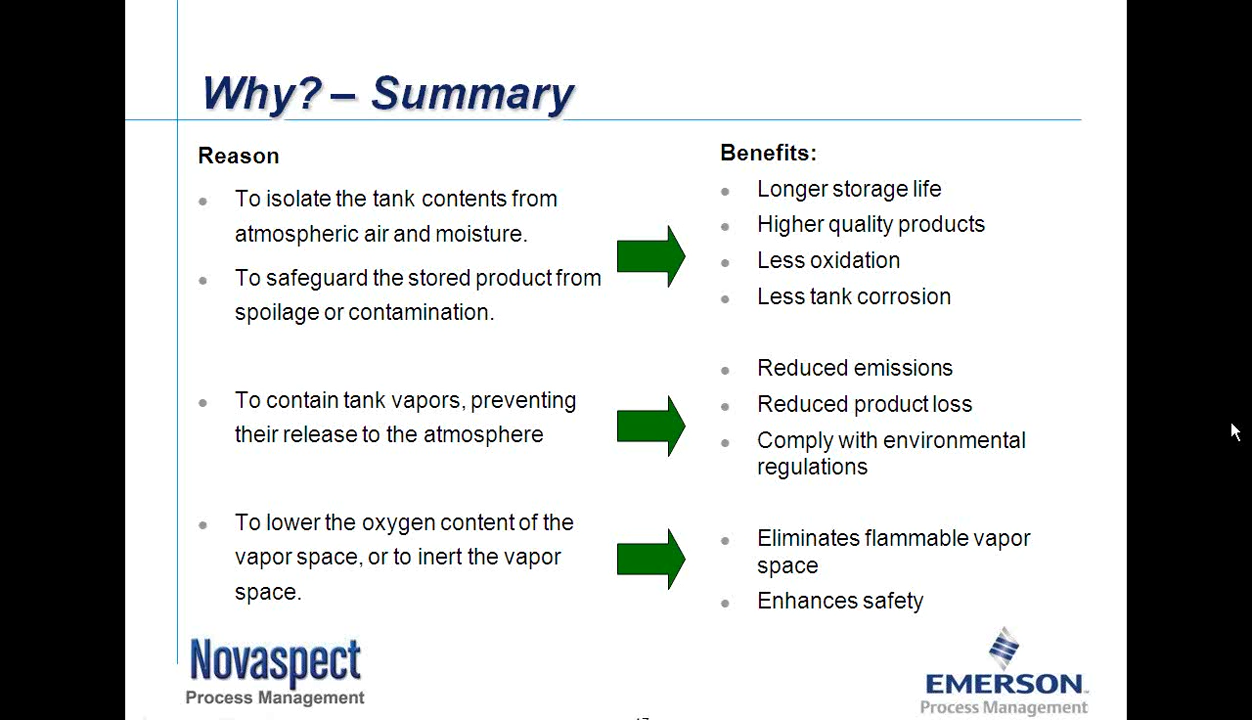 Why? – Summary
Reason
To isolate the tank contents from
atmospheric air and moisture.
To safeguard the stored product from
spoilage or contamination.
To contain tank vapors, preventing
their release to the atmosphere
To lower the oxygen content of the
vapor space, or to inert the vapor
space.
Benefits:
Longer storage life
Higher quality products
Less oxidation
Less tank corrosion
Reduced emissions
Reduced product loss
Comply with environmental
regulations
Eliminates flammable vapor
space
Enhances safety
Novaspect
Process Management
EMERSON
Process Management